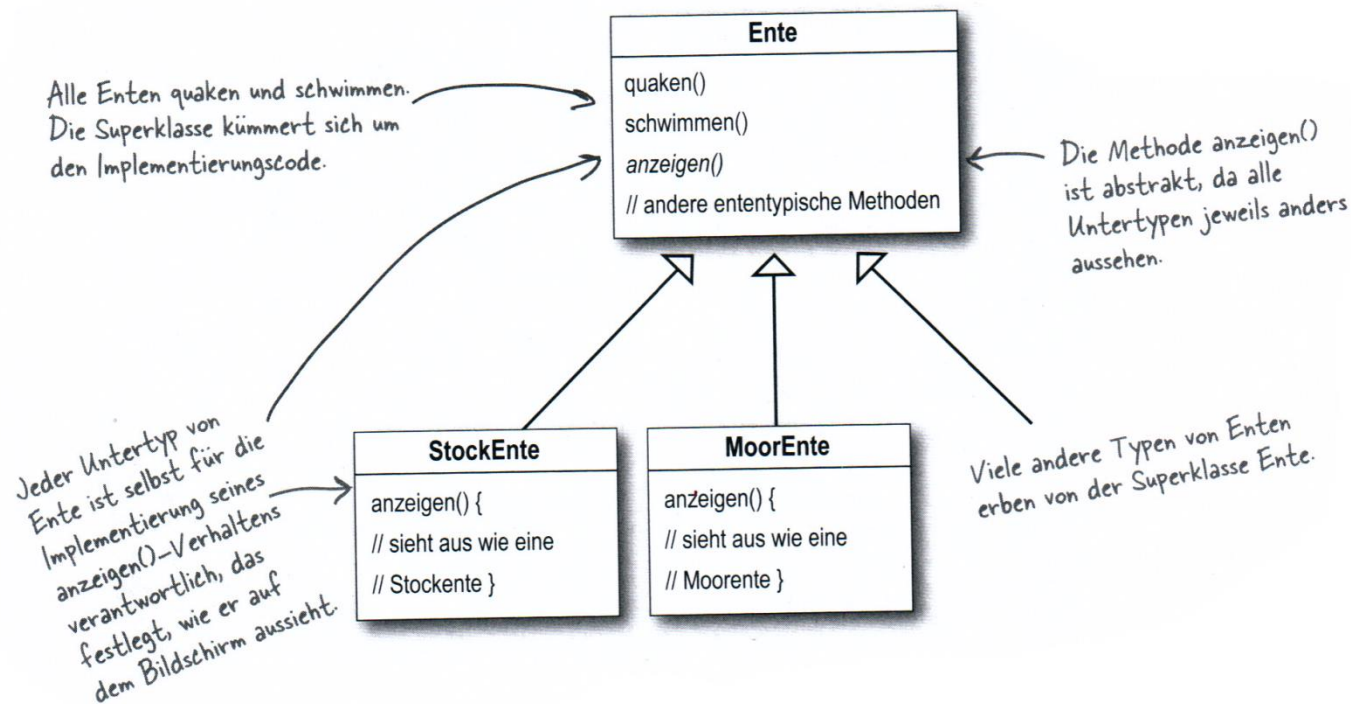 Ente
quaken()
schwimmen()
anzeigen()
// andere ententypische Methoden
Alle Enten quaken und schwimmen.
Die Superklasse kümmert sich um
den Implementierungscode.
Die Methode anzeigen()
ist abstrakt, da alle
Untertypen jeweils anders
aussehen.
Jeder Untertyp von
Ente ist selbst für die
Implementierung seines
anzeigen()-Verhaltens
verantwortlich, das
festlegt, wie er auf
dem Bildschirm aussieht.
StockEnte
anzeigen() {
// sieht aus wie eine
// Stockente }
MoorEnte
anzeigen() {
// sieht aus wie eine
// Moorente }
Viele andere Typen von Enten
erben von der Superklasse Ente.